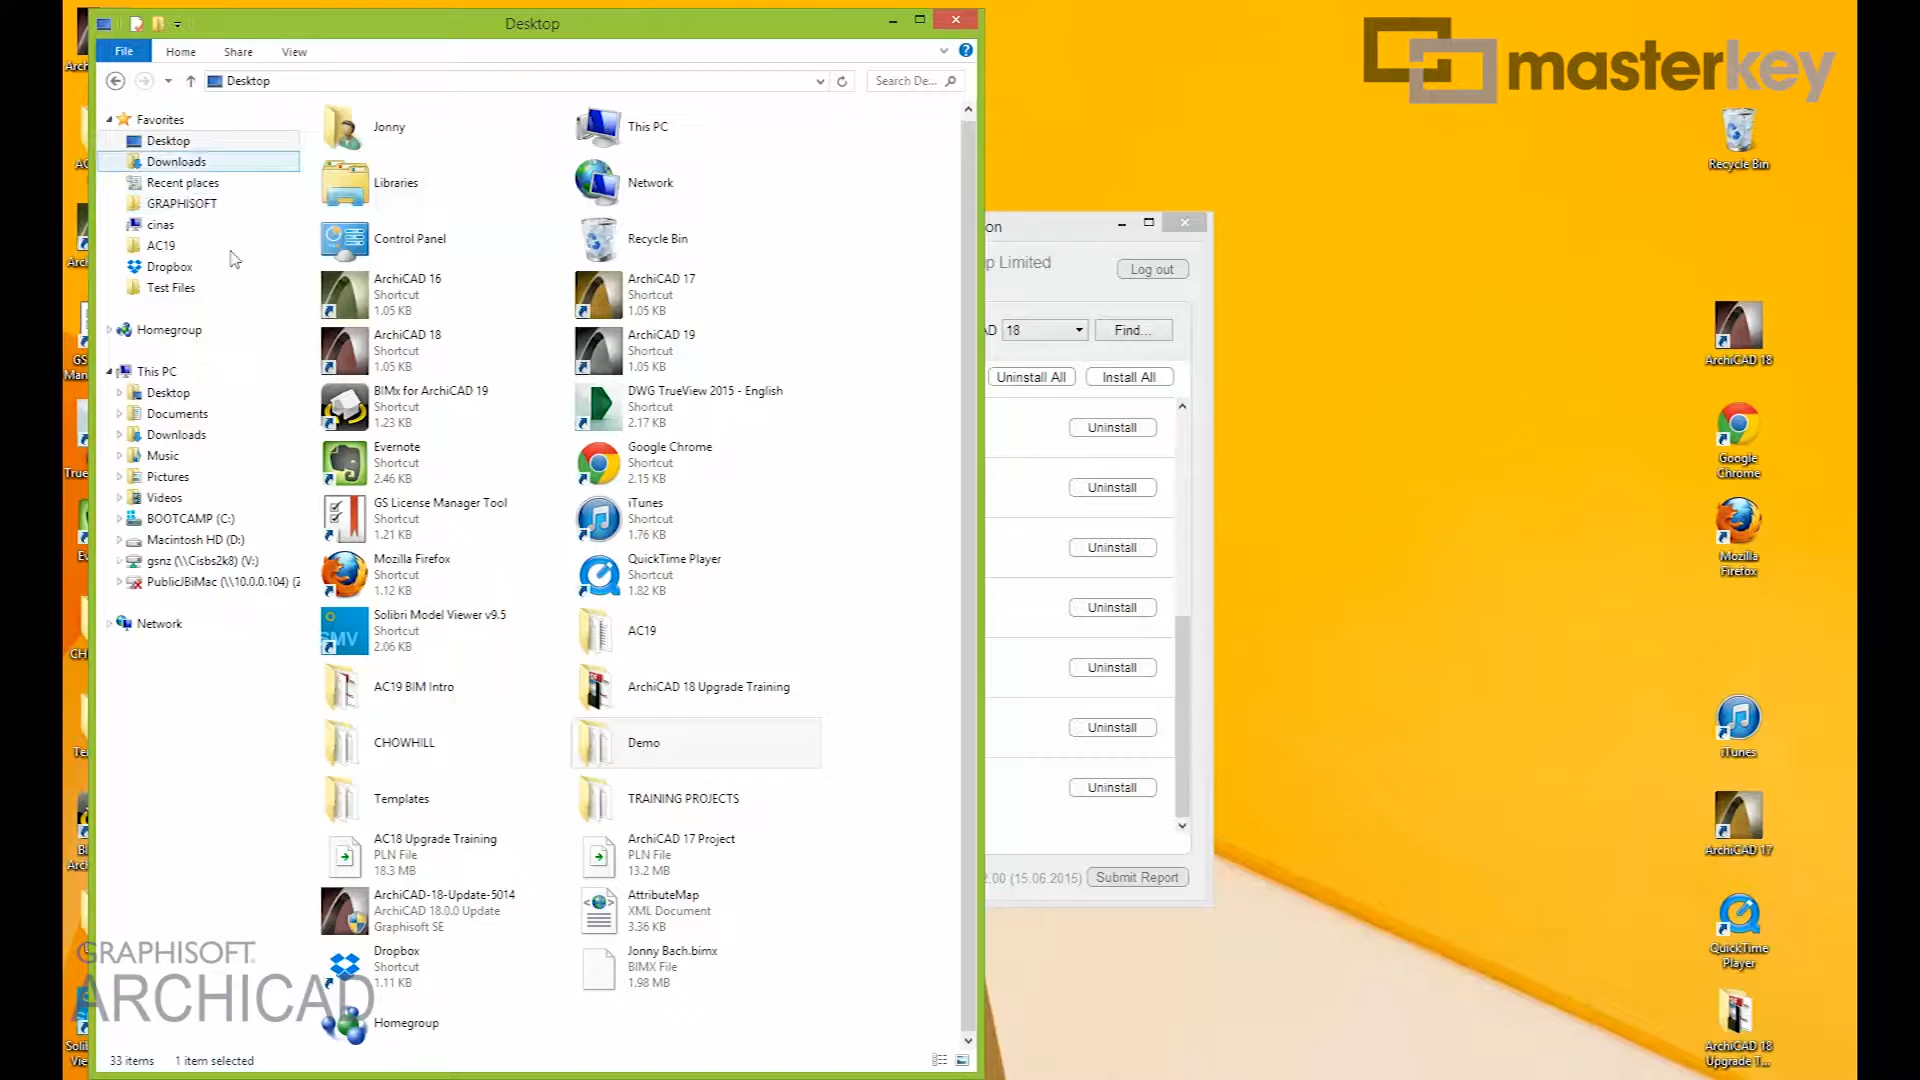 Desktop
File
Home
Share
View
Desktop
Search De...
Favorites
Desktop
Downloads
Recent places
GRAPHISOFT
cinas
AC19
Dropbox
Test Files
Homegroup
This PC
Desktop
Documents
Downloads
Music
Pictures
Videos
BOOTCAMP (C:)
Macintosh HD (D:)
gsnz (\\Cisbs2k8) (V:)
PublicJBiMac (\\10.0.0.104) (Z
Network
Jonny
This PC
Libraries
Network
Control Panel
Recycle Bin
ArchiCAD 16
Shortcut
1.05 KB
ArchiCAD 17
Shortcut
1.05 KB
ArchiCAD 18
Shortcut
1.05 KB
ArchiCAD 19
Shortcut
1.05 KB
BIMx for ArchiCAD 19
Shortcut
1.23 KB
DWG TrueView 2015 - English
Shortcut
2.17 KB
Evernote
Shortcut
2.46 KB
Google Chrome
Shortcut
2.15 KB
GS License Manager Tool
Shortcut
1.21 KB
iTunes
Shortcut
1.76 KB
Mozilla Firefox
Shortcut
1.12 KB
QuickTime Player
Shortcut
1.82 KB
SMV
Solibri Model Viewer v9.5
Shortcut
2.06 KB
AC19
AC19 BIM Intro
ArchiCAD 18 Upgrade Training
CHOWHILL
Demo
Templates
TRAINING PROJECTS
AC18 Upgrade Training
PLN File
18.3 MB
ArchiCAD 17 Project
PLN File
13.2 MB
ArchiCAD-18-Update-5014
ArchiCAD 18.0.0 Update
Graphisoft SE
AttributeMap
XML Document
3.36 KB
Dropbox
Shortcut
1.11 KB
Jonny Bach.bimx
BIMX File
1.98 MB
Homegroup
33 items
1 item selected
on
p Limited
Log out
AD
18
Find...
Uninstall All
Install All
Uninstall
Uninstall
Uninstall
Uninstall
Uninstall
Uninstall
Uninstall
2.00 (15.06.2015)
Submit Report
masterkey
Recycle Bin
ArchiCAD 18
Google
Chrome
Mozilla
Firefox
iTunes
ArchiCAD 17
QuickTime
Player
ArchiCAD 18
Upgrade T...
GRAPHISOFT.
ARCHICAD